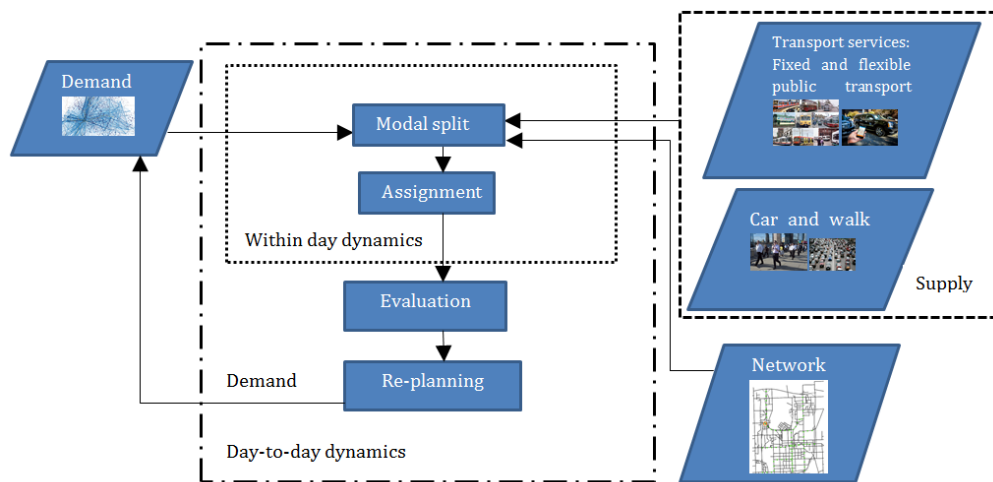 Demand
Modal split
Assignment
Within day dynamics
Evaluation
Re-planning
Demand
Day-to-day dynamics
Transport services:
Fixed and flexible
public transport
Car and walk
Supply
Network